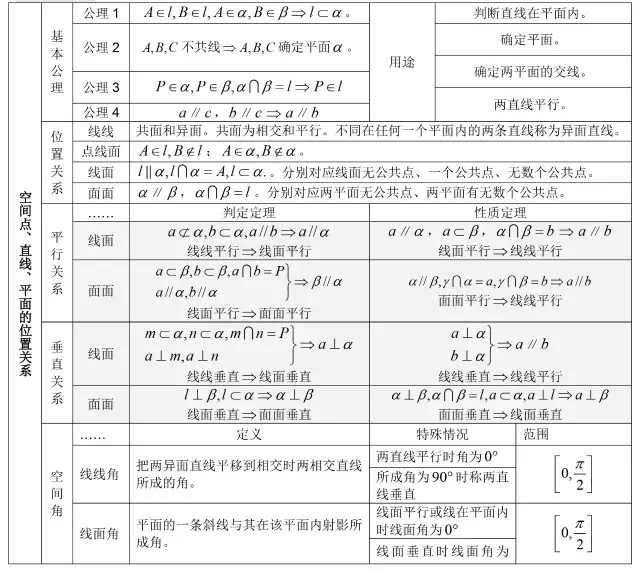 空间点、直线、平面的位置关系
基本公理
公理 1
A∈l,B∈l,A∈α,B∈β⇒l⊂α。
用途
判断直线在平面内。
公理 2
A,B,C 不共线⇒A,B,C 确定平面α。
确定平面。
公理 3
P∈α,P∈β,α∩β=l⇒P∈l
确定两平面的交线。
公理 4
a∥c，b∥c⇒a∥b
两直线平行。
位置关系
线线
共面和异面。共面为相交和平行。不同在任何一个平面内的两条直线称为异面直线。
点线面
A∈l,B∉l；A∈α,B∉α。
线面
l∥α,l∩α=A,l⊂α.。分别对应线面无公共点、一个公共点、无数个公共点。
面面
α∥β，α∩β=l。分别对应两平面无公共点、两平面有无数个公共点。
平行关系
……
判定定理
性质定理
线面
a⊄α,b⊂α,a//b⇒a//α
线线平行⇒线面平行
a∥α，a⊂β，α∩β=b⇒a∥b
线面平行⇒线线平行
面面
a⊂β,b⊂β,a∩b=P
a//α,b//α
}⇒β//α
线面平行⇒面面平行
α//β,γ∩α=a,γ∩β=b⇒a//b
面面平行⇒线线平行
垂直关系
线面
m⊂α,n⊂α,m∩n=P
a⊥m,a⊥n
}⇒a⊥α
线线垂直⇒线面垂直
a⊥α
b⊥α
}⇒a∥b
线线垂直⇒线线平行
面面
l⊥β,l⊂α⇒α⊥β
线面垂直⇒面面垂直
α⊥β,α∩β=l,a⊂α,a⊥l⇒a⊥β
面面垂直⇒线面垂直
空间角
……
定义
特殊情况
范围
线线角
把两异面直线平移到相交时两相交直线
所成的角。
两直线平行时角为0°
所成角为90°时称两直
线垂直
[0,π/2]
线面角
平面的一条斜线与其在该平面内射影所
成角。
线面平行或线在平面内
时线面角为0°
线面垂直时线面角为
[0,π/2]